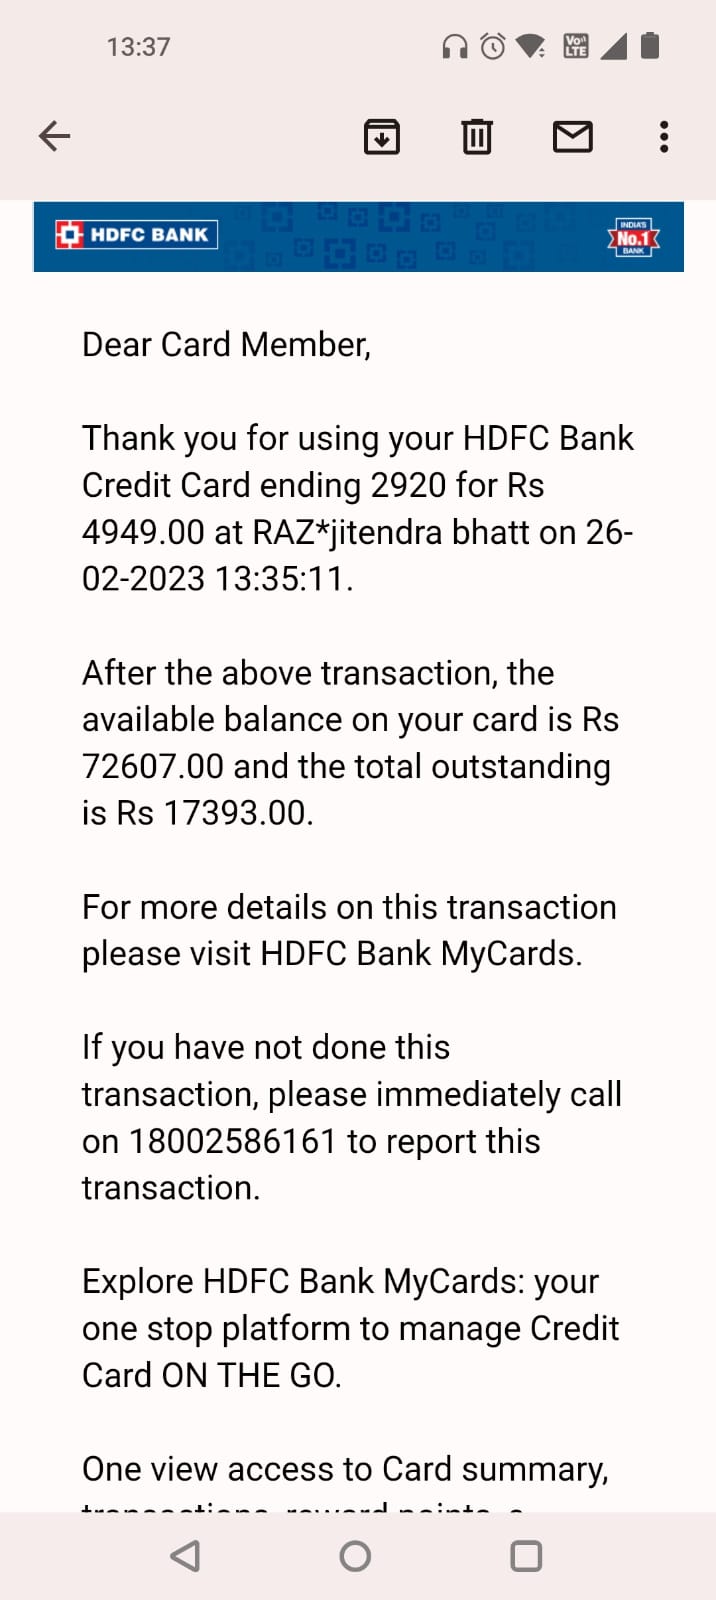 13:37
Vo))
LTE
HDFC BANK
INDIA'S
No.1
BANK
Dear Card Member,
Thank you for using your HDFC Bank
Credit Card ending 2920 for Rs
4949.00 at RAZ*jitendra bhatt on 26-
02-2023 13:35:11.
After the above transaction, the
available balance on your card is Rs
72607.00 and the total outstanding
is Rs 17393.00.
For more details on this transaction
please visit HDFC Bank MyCards.
If you have not done this
transaction, please immediately call
on 18002586161 to report this
transaction.
Explore HDFC Bank MyCards: your
one stop platform to manage Credit
Card ON THE GO.
One view access to Card summary,